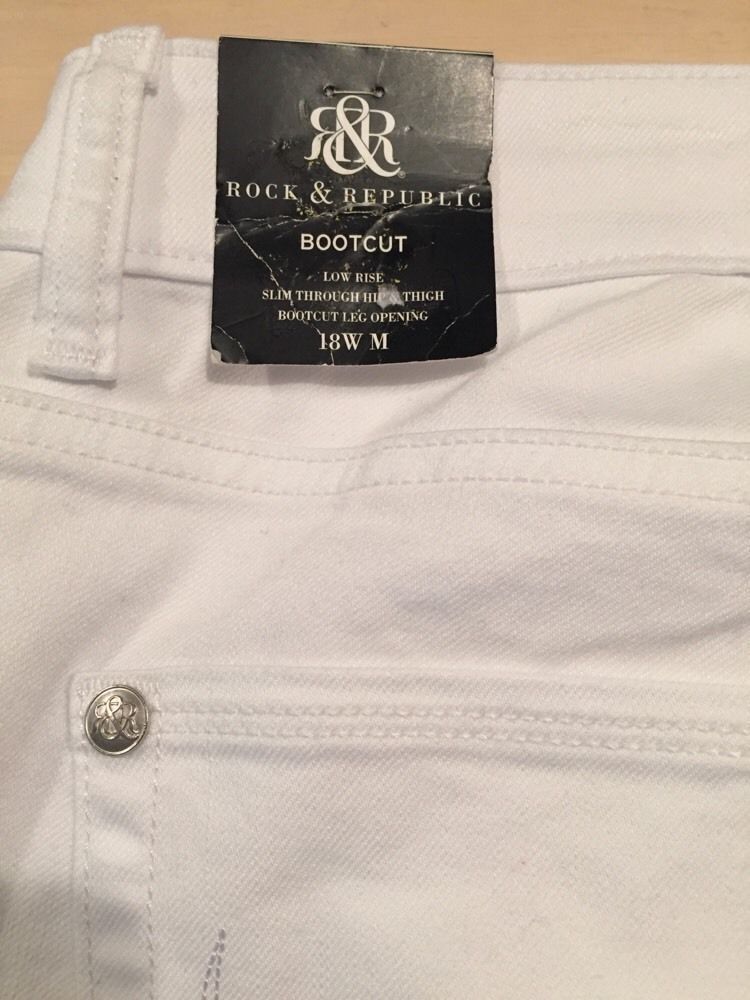 R&R
ROCK & REPUBLIC
BOOTCUT
LOW RISE
SLIM THROUGH HIP & THIGH
BOOTCUT LEG OPENING
18W M
R&R